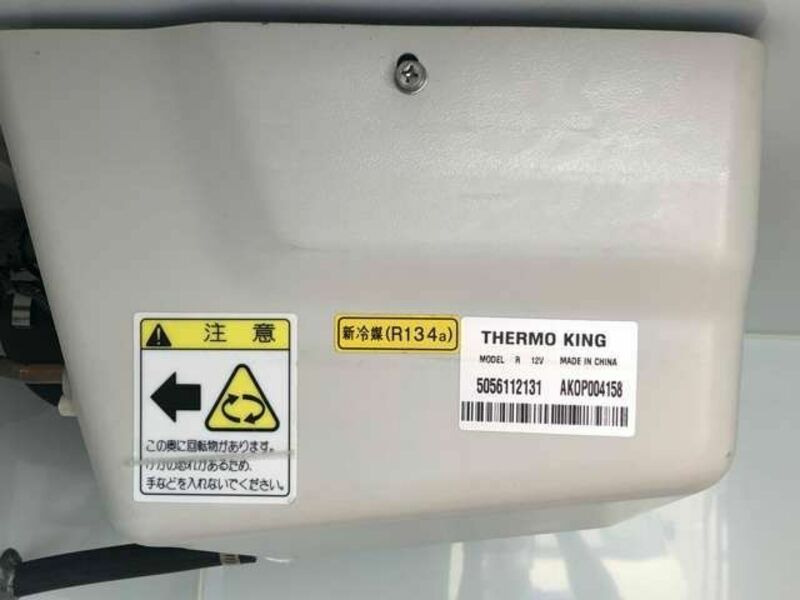 注意
この奥に回転物があります。
けがの恐れがあるため、
手などを入れないでください。
新冷媒(R134a)
THERMO KING
MODEL R 12V MADE IN CHINA
5056112131 AKOP004158